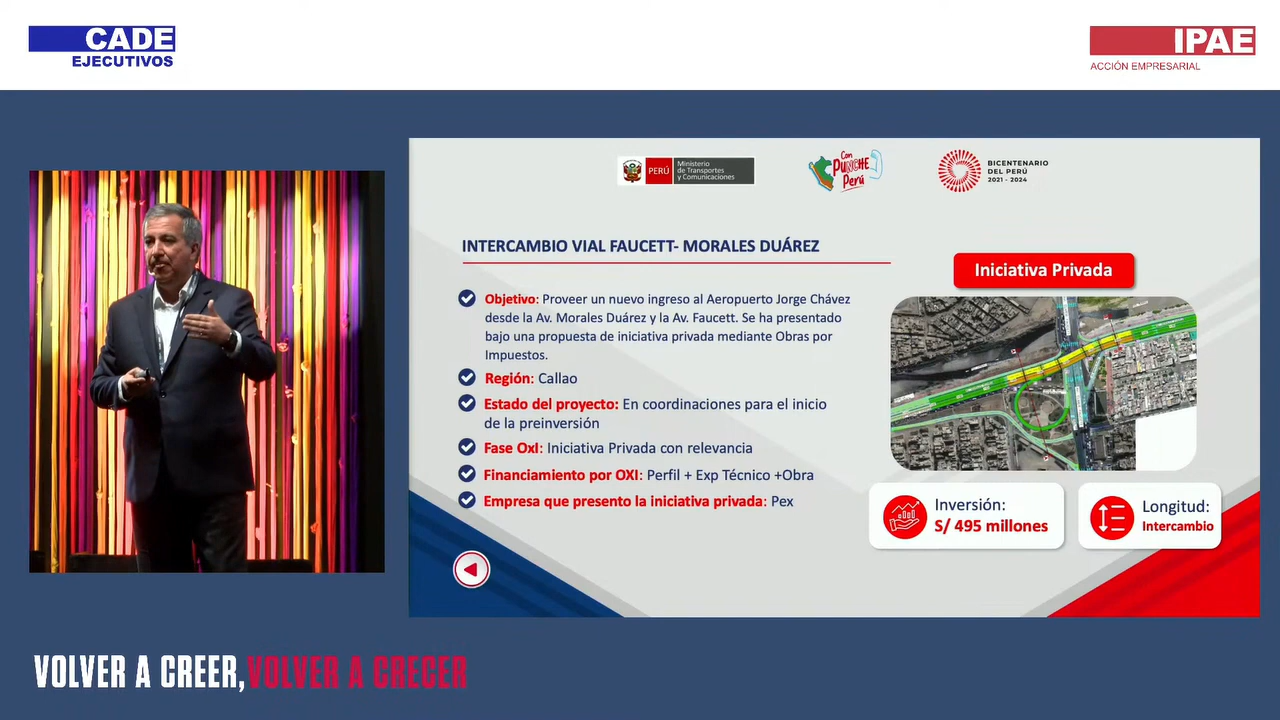 CADE
EJECUTIVOS
IPAE
ACCIÓN EMPRESARIAL
PERÚ
Ministerio
de Transportes
y Comunicaciones
Con
PUNCHE
Perú
BICENTENARIO
DEL PERÚ
2021 - 2024
INTERCAMBIO VIAL FAUCETT- MORALES DUÁREZ
Objetivo: Proveer un nuevo ingreso al Aeropuerto Jorge Chávez
desde la Av. Morales Duárez y la Av. Faucett. Se ha presentado
bajo una propuesta de iniciativa privada mediante Obras por
Impuestos.
Región: Callao
Estado del proyecto: En coordinaciones para el inicio
de la preinversión
Fase OxI: Iniciativa Privada con relevancia
Financiamiento por OXI: Perfil + Exp Técnico +Obra
Empresa que presento la iniciativa privada: Pex
Iniciativa Privada
Inversión:
S/ 495 millones
Longitud:
Intercambio
VOLVER A CREER, VOLVER A CRECER